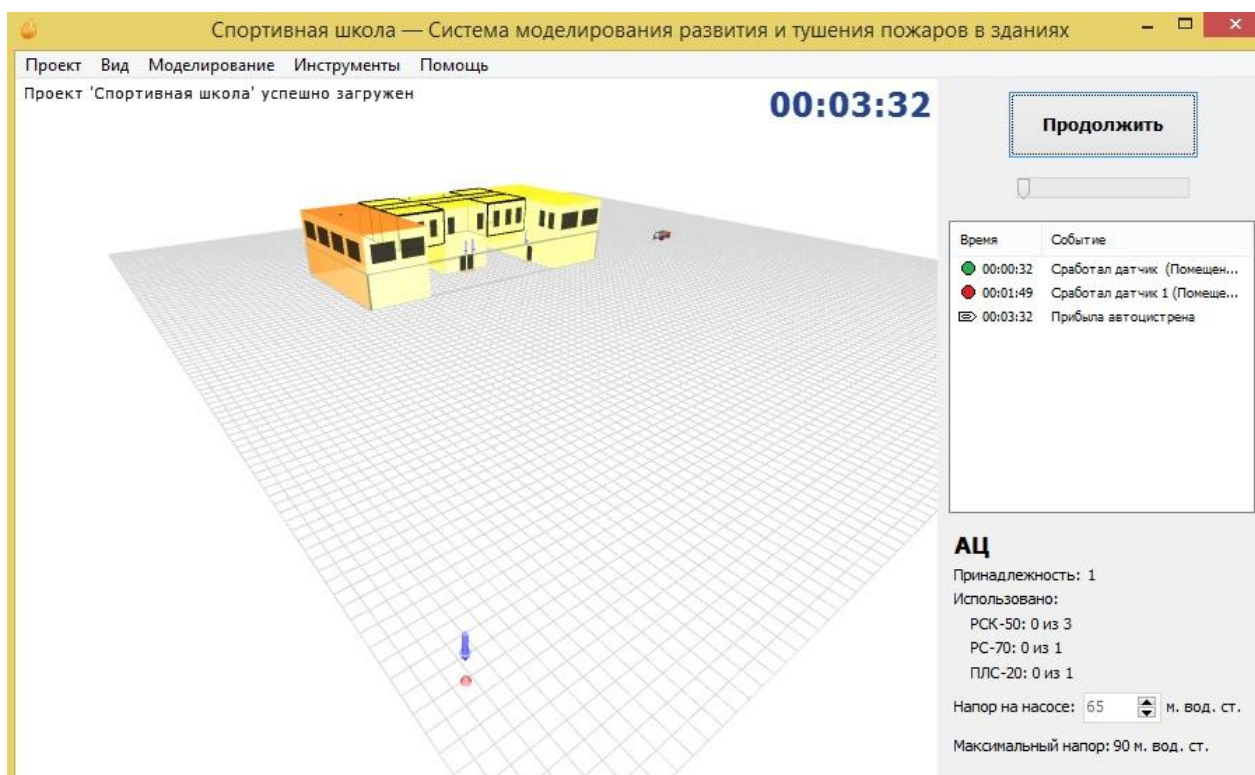 Спортивная школа — Система моделирования развития и тушения пожаров в зданиях
Проект Вид Моделирование Инструменты Помощь
Проект 'Спортивная школа' успешно загружен
00:03:32
Продолжить
Время Событие
00:00:32 Сработал датчик (Помещен...
00:01:49 Сработал датчик 1 (Помеще...
00:03:32 Прибыла автоцистрена
АЦ
Принадлежность: 1
Использовано:
РСК-50: 0 из 3
РС-70: 0 из 1
ПЛС-20: 0 из 1
Напор на насосе: 65 м. вод. ст.
Максимальный напор: 90 м. вод. ст.